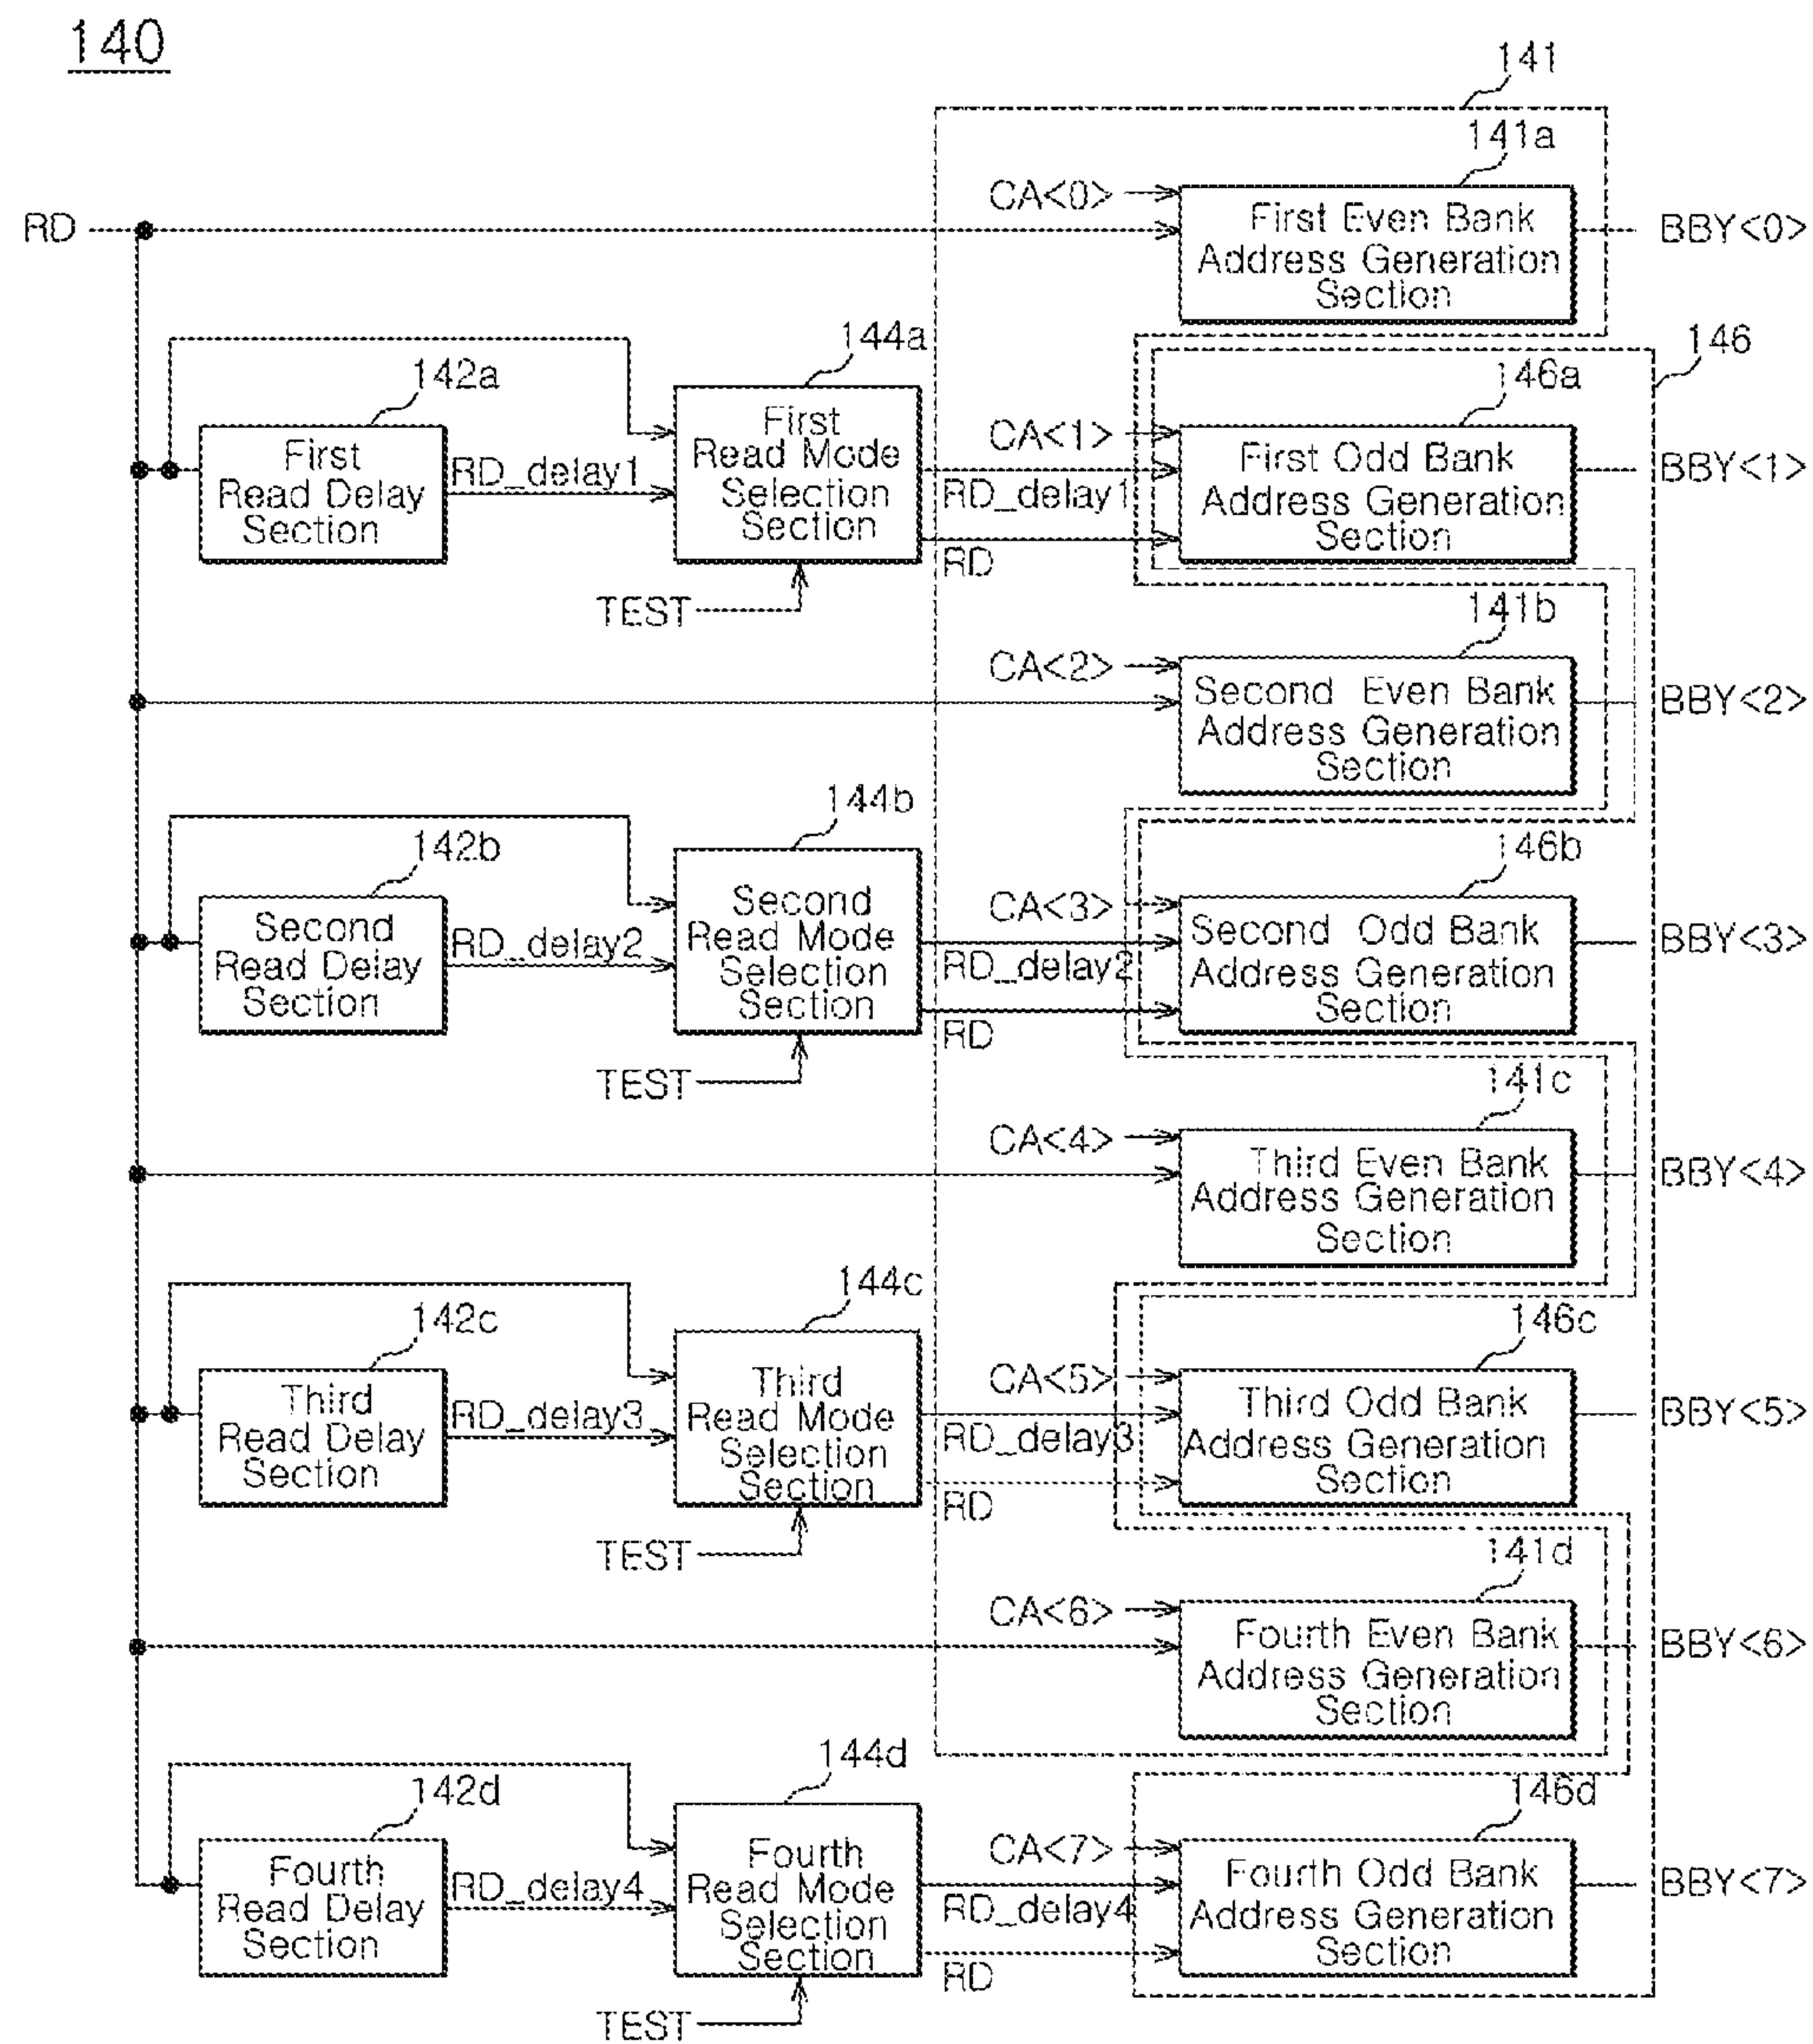 140
141
141a
CA<0>
RD
First Even Bank
Address Generation
Section
BBY<0>
144a
146
142a
146a
First
Read Delay
Section
RD_delay1
First
Read Mode
Selection
Section
CA<1>
RD_delay1
RD
First Odd Bank
Address Generation
Section
BBY<1>
TEST
141b
CA<2>
Second Even Bank
Address Generation
Section
BBY<2>
144b
142b
146b
Second
Read Delay
Section
RD_delay2
Second
Read Mode
Selection
Section
CA<3>
RD_delay2
RD
Second Odd Bank
Address Generation
Section
BBY<3>
TEST
141c
CA<4>
Third Even Bank
Address Generation
Section
BBY<4>
144c
142c
146c
Third
Read Delay
Section
RD_delay3
Third
Read Mode
Selection
Section
CA<5>
RD_delay3
RD
Third Odd Bank
Address Generation
Section
BBY<5>
TEST
141d
CA<6>
Fourth Even Bank
Address Generation
Section
BBY<6>
144d
142d
146d
Fourth
Read Delay
Section
RD_delay4
Fourth
Read Mode
Selection
Section
CA<7>
RD_delay4
RD
Fourth Odd Bank
Address Generation
Section
BBY<7>
TEST